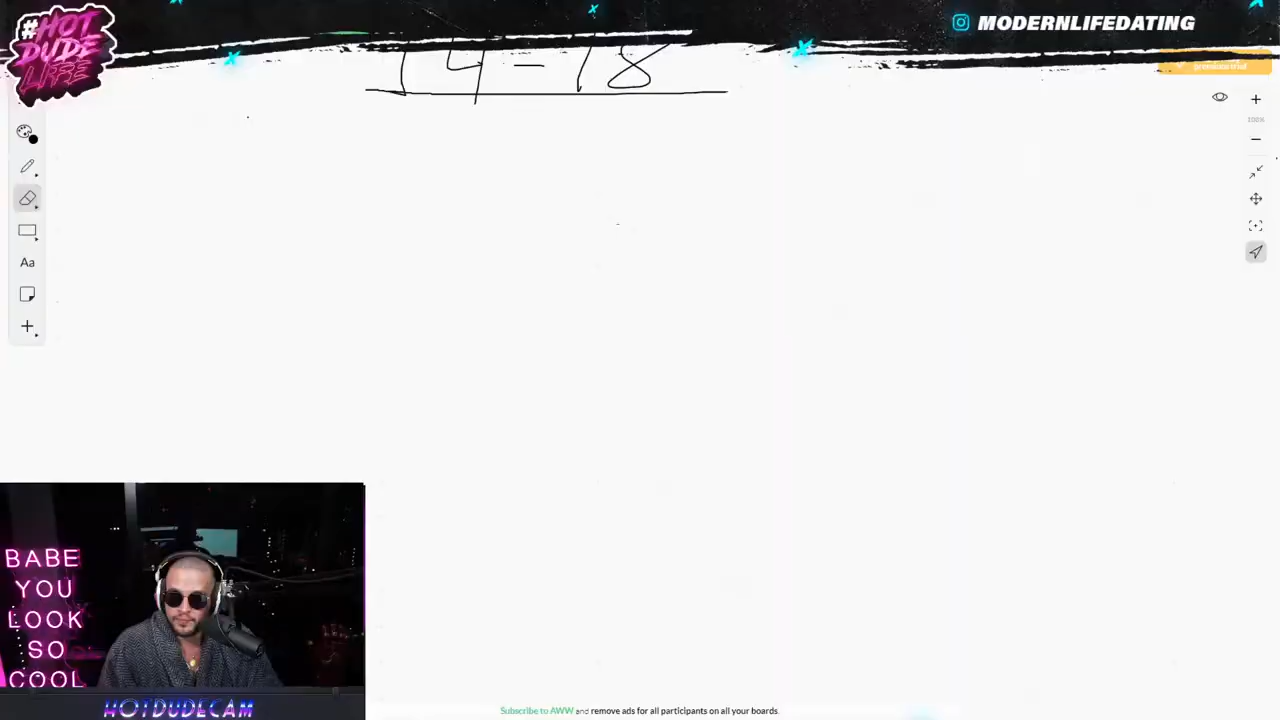 #HOT
DUDE
LIFE
MODERNLIFEDATING
14-18
100%
Aa
BABE
YOU
LOOK
SO
COOL
HOTDUDECAM
Subscribe to AWW and remove ads for all participants on all your boards.